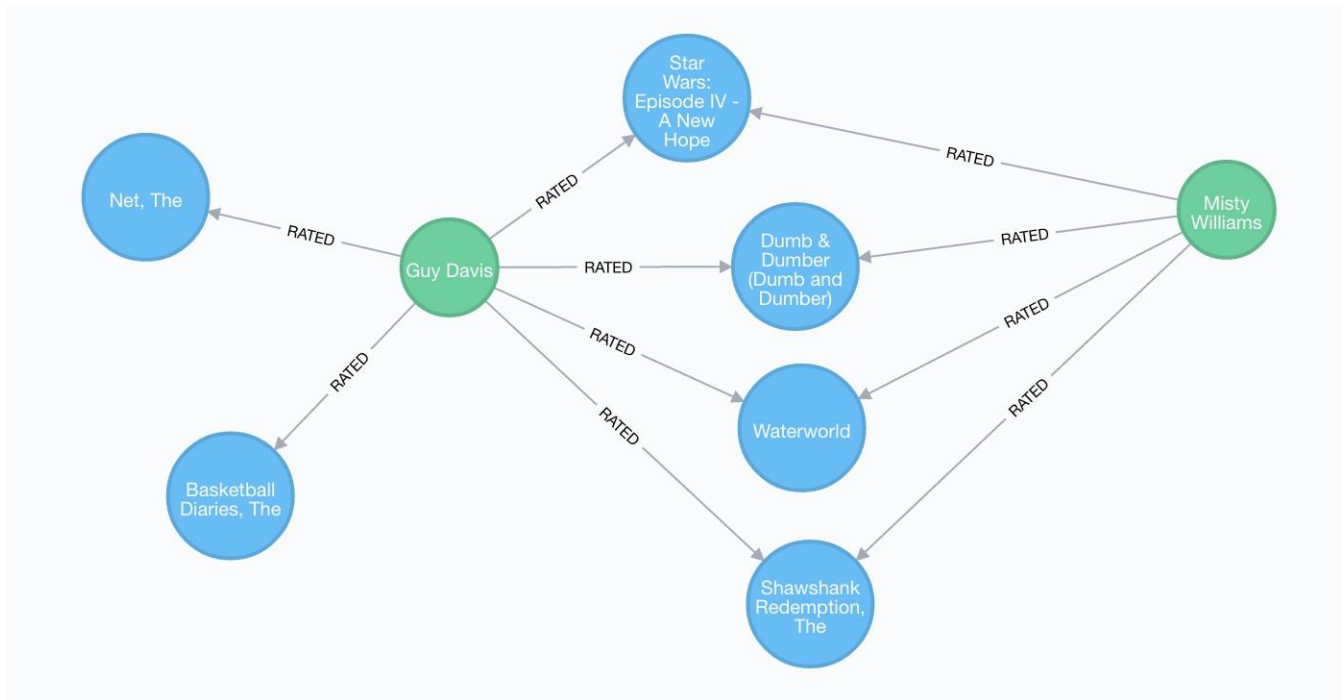 Star
Wars:
Episode IV -
A New
Hope
RATED
Net, The
RATED
Misty
Williams
RATED
RATED
Dumb &
Dumber
(Dumb and
Dumber)
RATED
Guy Davis
RATED
RATED
RATED
RATED
RATED
RATED
Waterworld
Basketball
Diaries, The
Shawshank
Redemption,
The